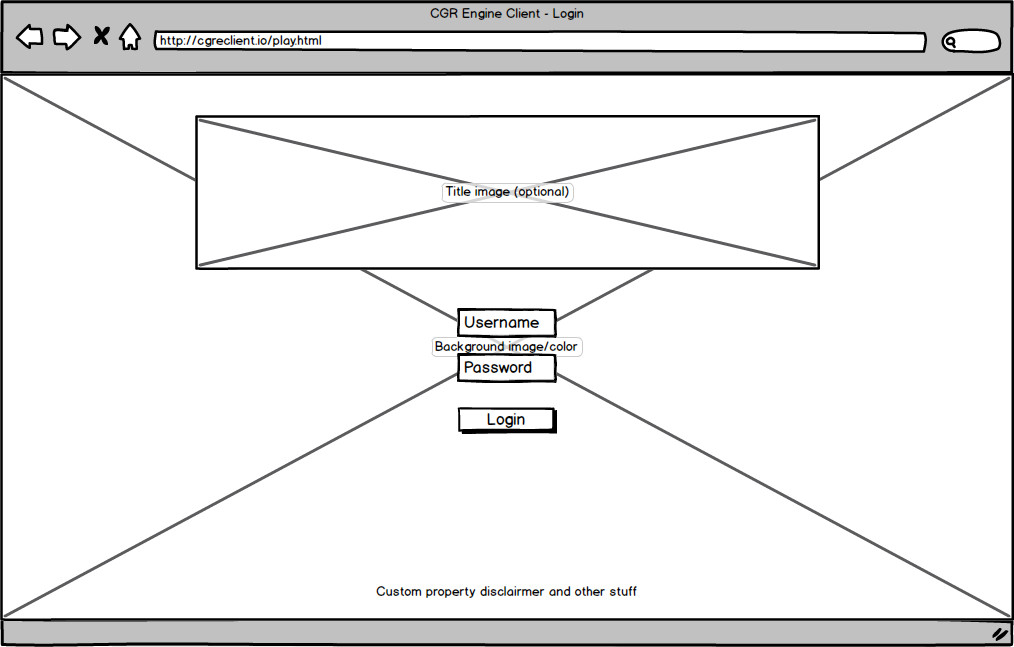 CGR Engine Client - Login
http://cgreclient.io/play.html
Title image (optional)
Username
Background image/color
Password
Login
Custom property disclairmer and other stuff